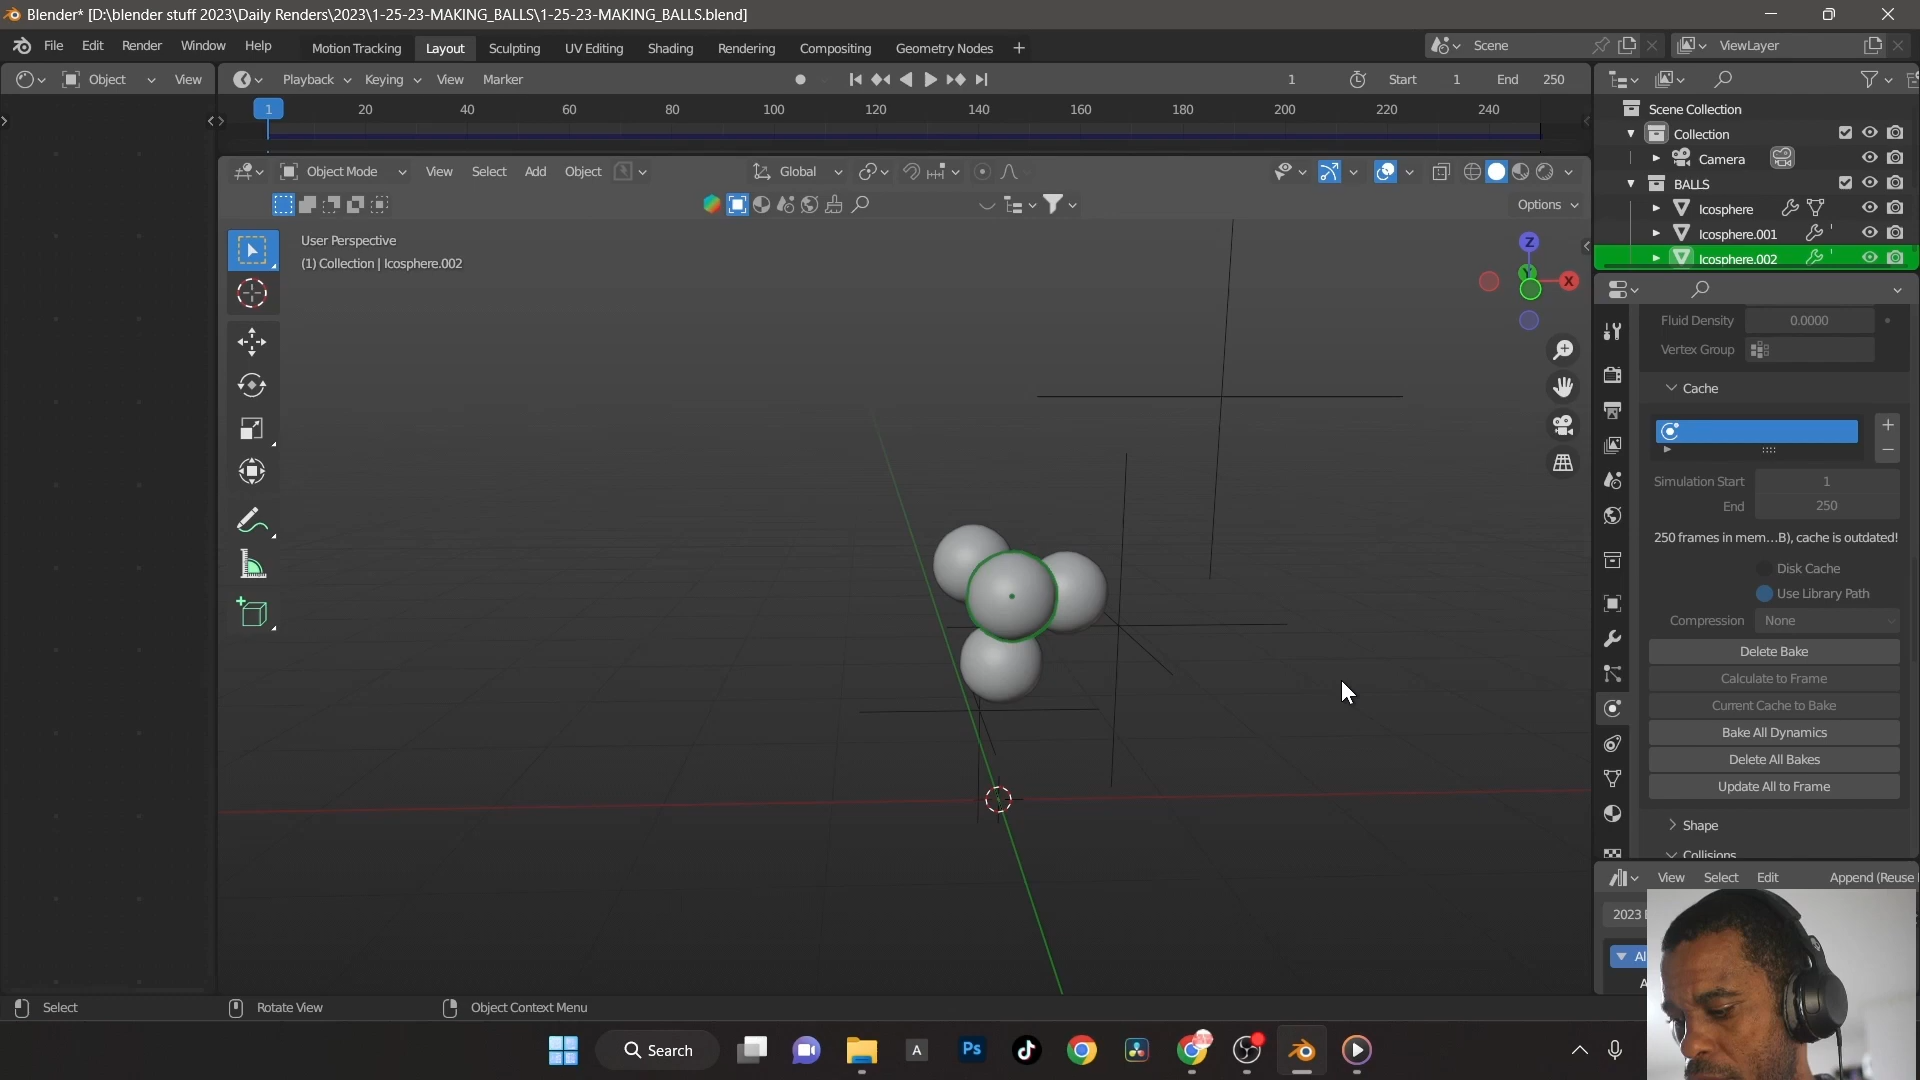 Blender* [D:\blender stuff 2023\Daily Renders\2023\1-25-23-MAKING_BALLS\1-25-23-MAKING_BALLS.blend]
File Edit Render Window Help
Motion Tracking Layout Sculpting UV Editing Shading Rendering Compositing Geometry Nodes +
Scene
ViewLayer
Object View
Playback Keying View Marker
1 Start 1 End 250
1 20 40 60 80 100 120 140 160 180 200 220 240
Scene Collection
Collection
Camera
BALLS
Icosphere
Icosphere.001
Icosphere.002
Object Mode View Select Add Object
Global
Options
User Perspective
(1) Collection | Icosphere.002
Z
Y
X
Fluid Density 0.0000
Vertex Group
Cache
Simulation Start 1
End 250
250 frames in mem...B), cache is outdated!
Disk Cache
Use Library Path
Compression None
Delete Bake
Calculate to Frame
Current Cache to Bake
Bake All Dynamics
Delete All Bakes
Update All to Frame
Shape
Collisions
View Select Edit Append (Reuse
2023
Al
A
Select Rotate View Object Context Menu
Search
A
Ps